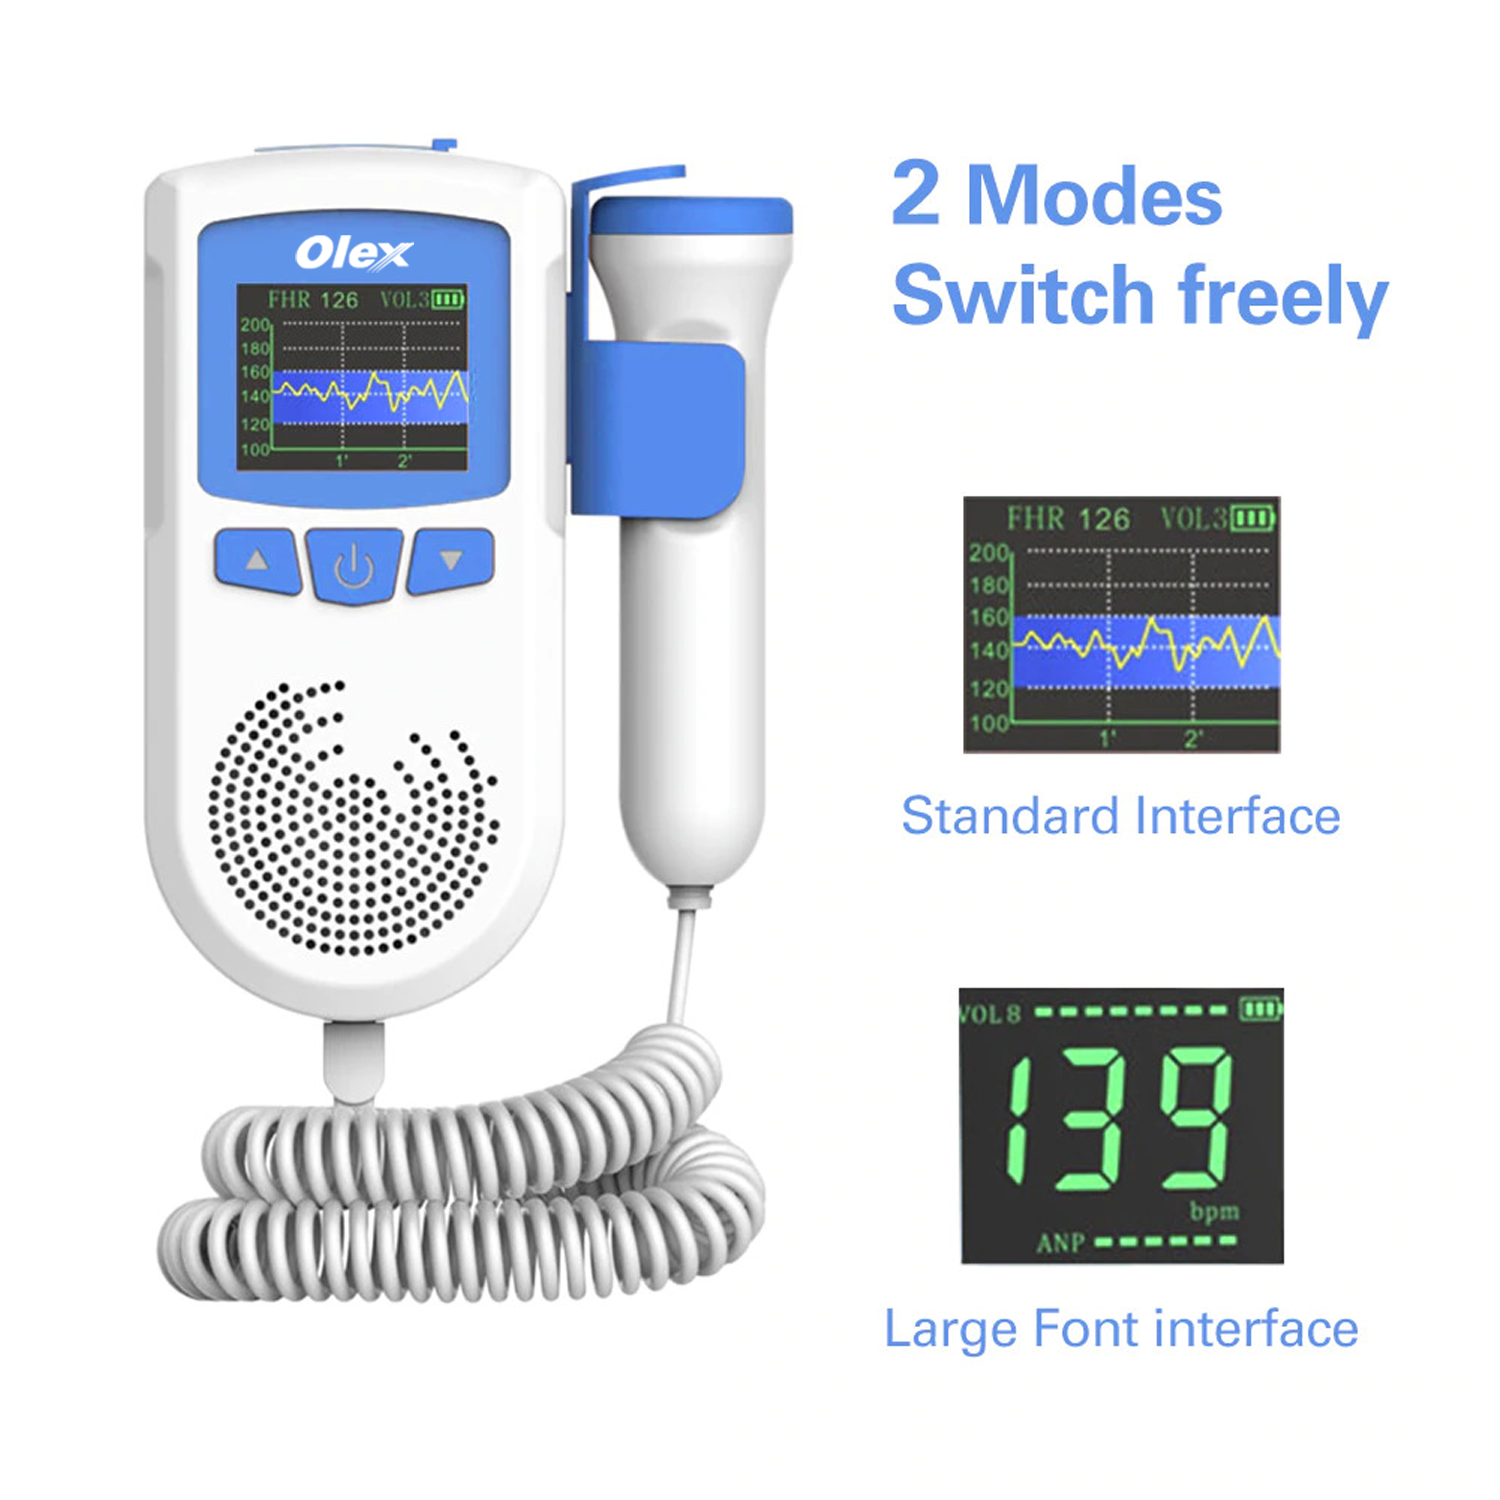 Olex
FHR 126 VOL3
200
180
160
140
120
100
1' 2'
2 Modes
Switch freely
FHR 126 VOL3
200
180
160
140
120
100
1' 2'
Standard Interface
VOL 8
139
bpm
ANP
Large Font interface